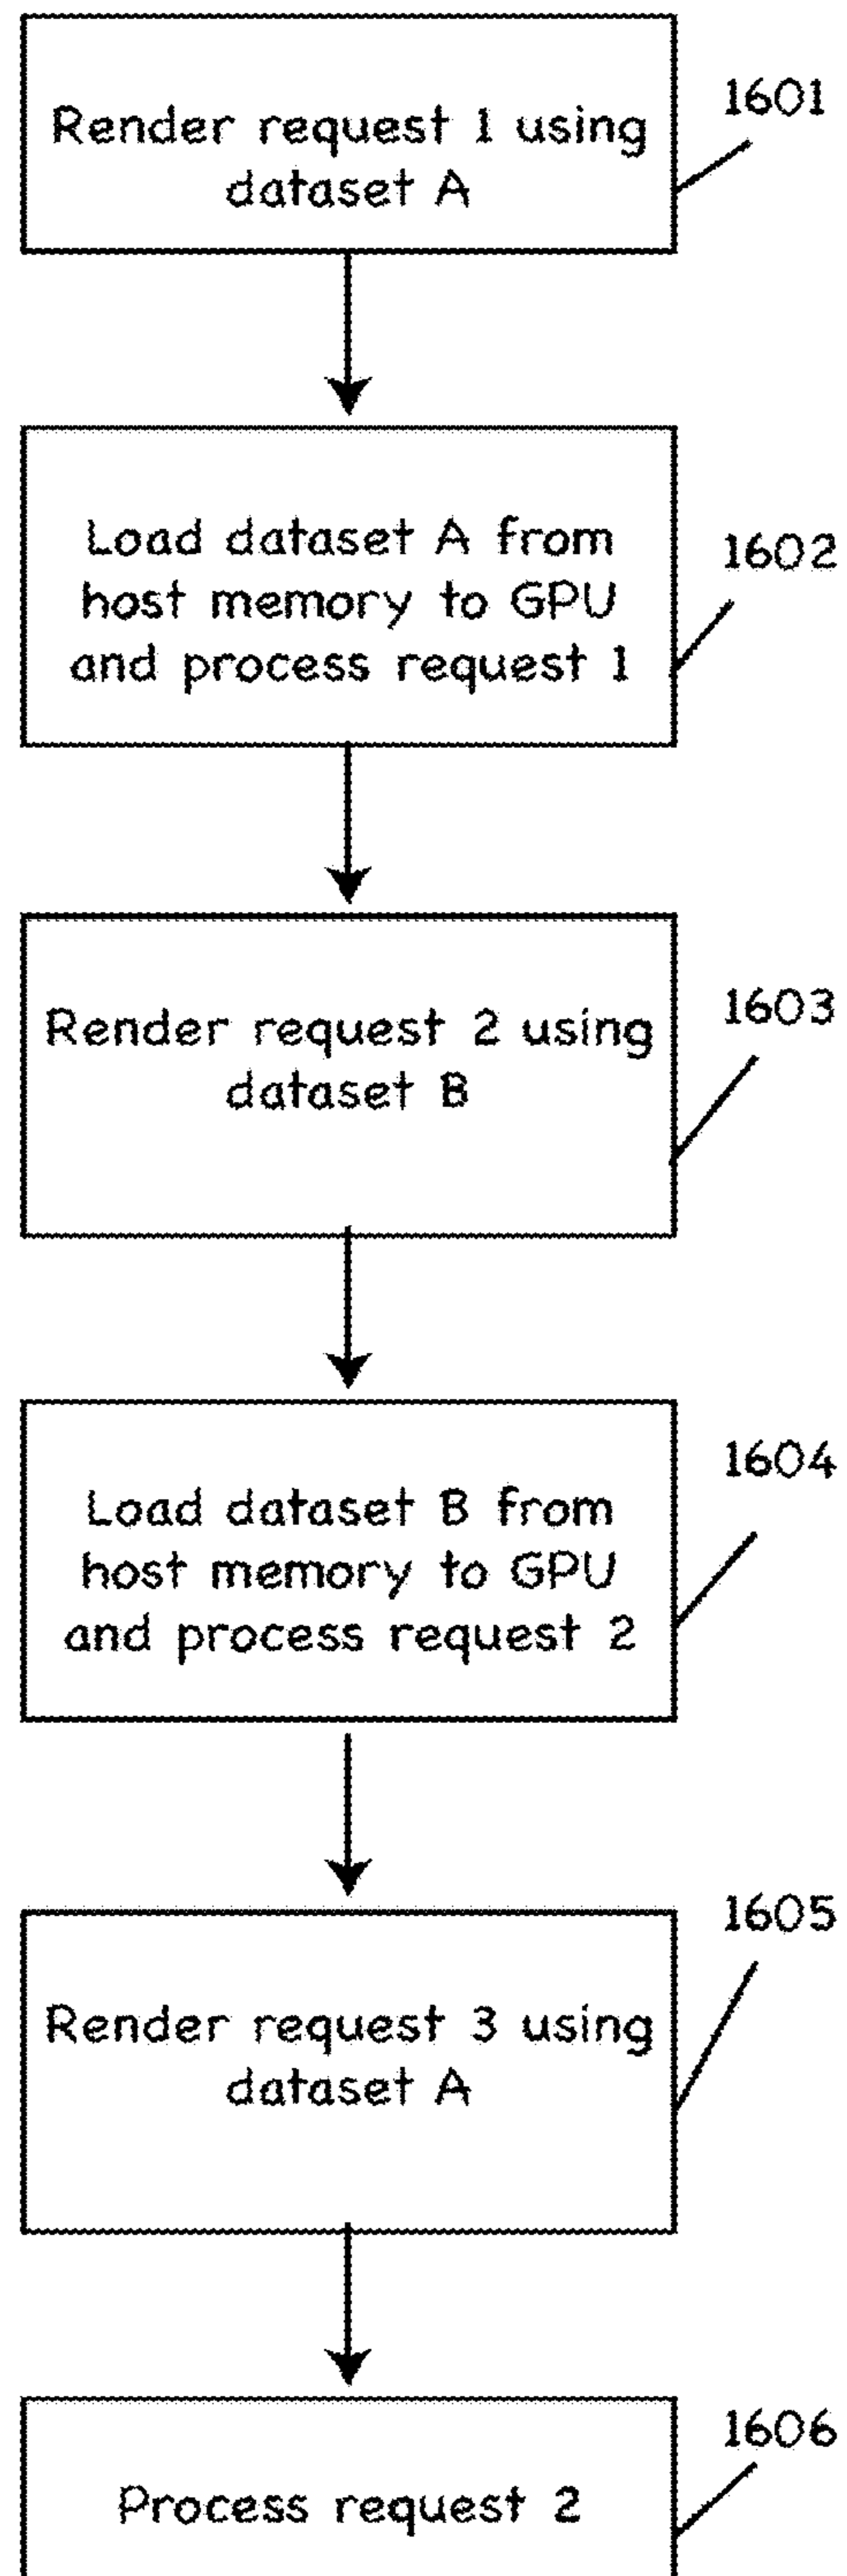 Render request 1 using
dataset A
1601
Load dataset A from
host memory to GPU
and process request 1
1602
Render request 2 using
dataset B
1603
Load dataset B from
host memory to GPU
and process request 2
1604
Render request 3 using
dataset A
1605
Process request 2
1606